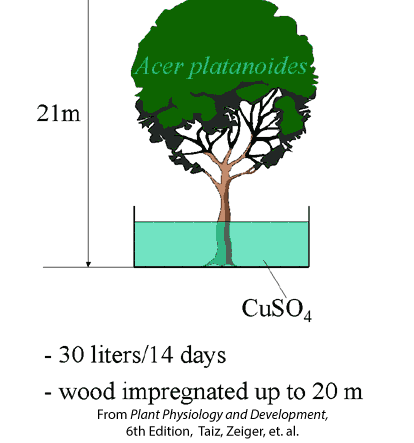 Acer platanoides
21m
CuSO₄
- 30 liters/14 days
- wood impregnated up to 20 m
From Plant Physiology and Development,
6th Edition, Taiz, Zeiger, et. al.